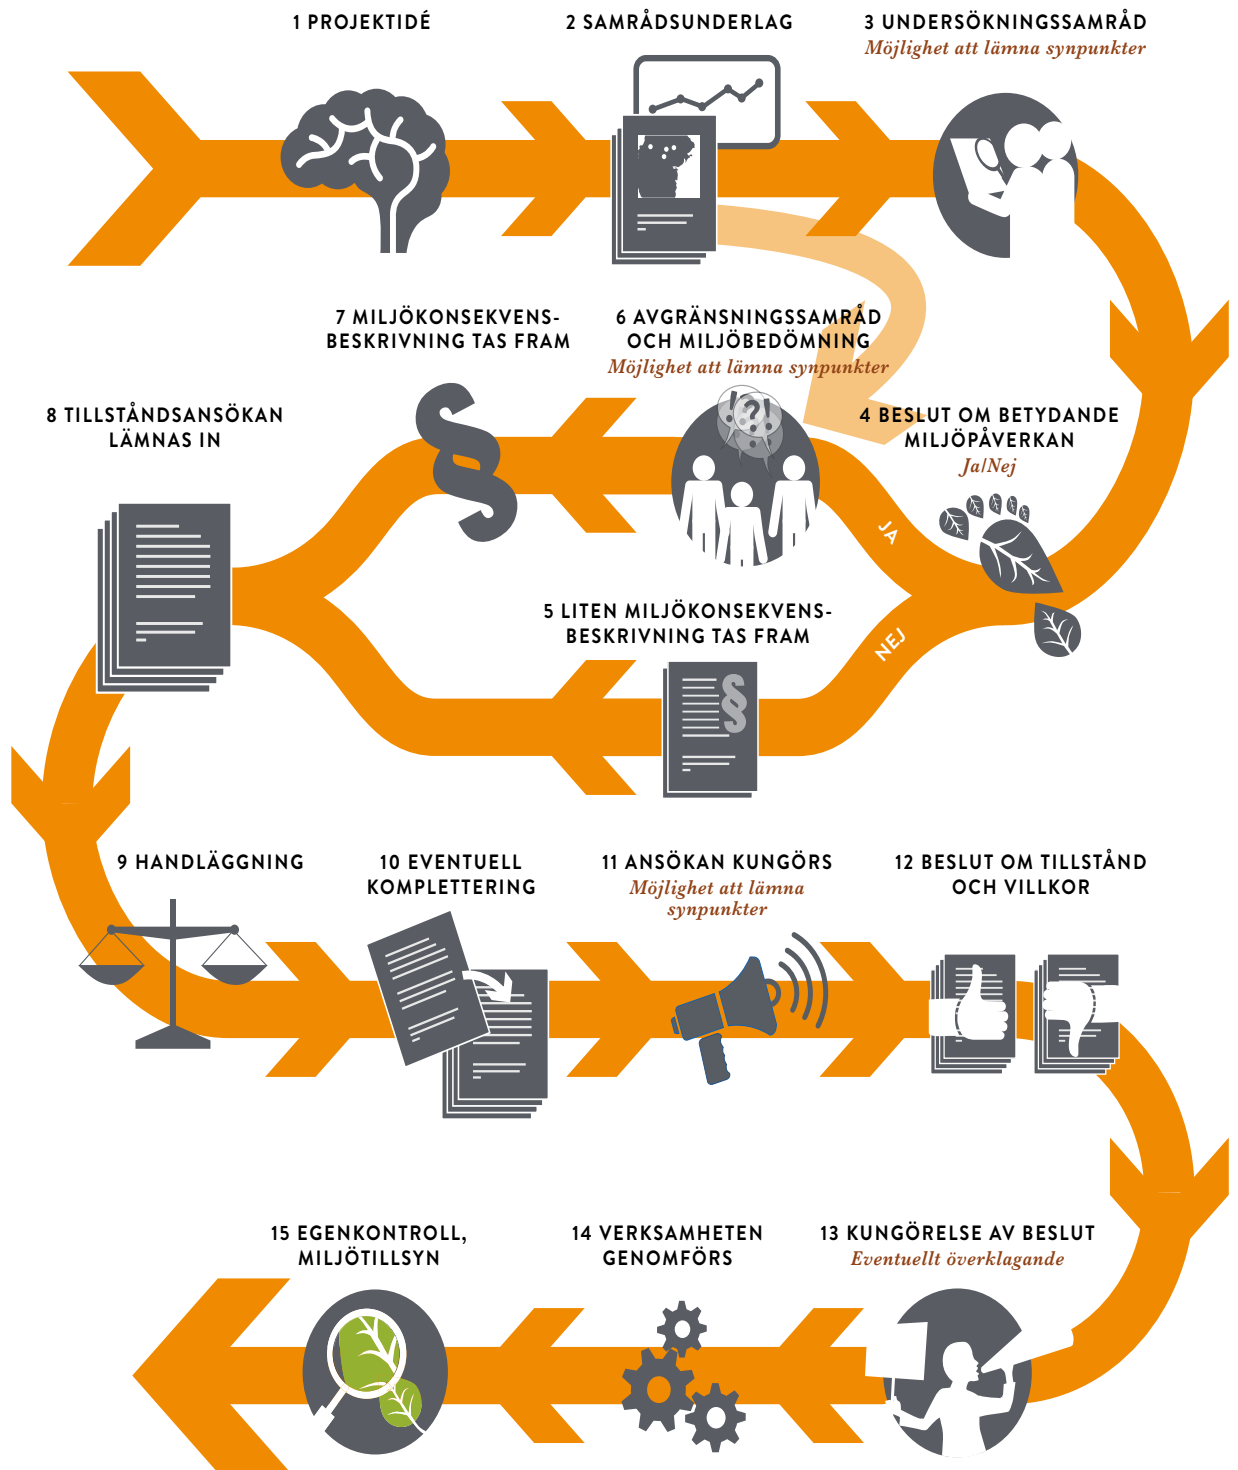 1 PROJEKTIDÉ
2 SAMRÅDSUNDERLAG
3 UNDERSÖKNINGSSAMRÅD
Möjlighet att lämna synpunkter
7 MILJÖKONSEKVENS-
BESKRIVNING TAS FRAM
6 AVGRÄNSNINGSSAMRÅD
OCH MILJÖBEDÖMNING
Möjlighet att lämna synpunkter
8 TILLSTÅNDSANSÖKAN
LÄMNAS IN
4 BESLUT OM BETYDANDE
MILJÖPÅVERKAN
Ja/Nej
!?!
JA
5 LITEN MILJÖKONSEKVENS-
BESKRIVNING TAS FRAM
NEJ
§
§
9 HANDLÄGGNING
10 EVENTUELL
KOMPLETTERING
11 ANSÖKAN KUNGÖRS
Möjlighet att lämna
synpunkter
12 BESLUT OM TILLSTÅND
OCH VILLKOR
15 EGENKONTROLL,
MILJÖTILLSYN
14 VERKSAMHETEN
GENOMFÖRS
13 KUNGÖRELSE AV BESLUT
Eventuellt överklagande